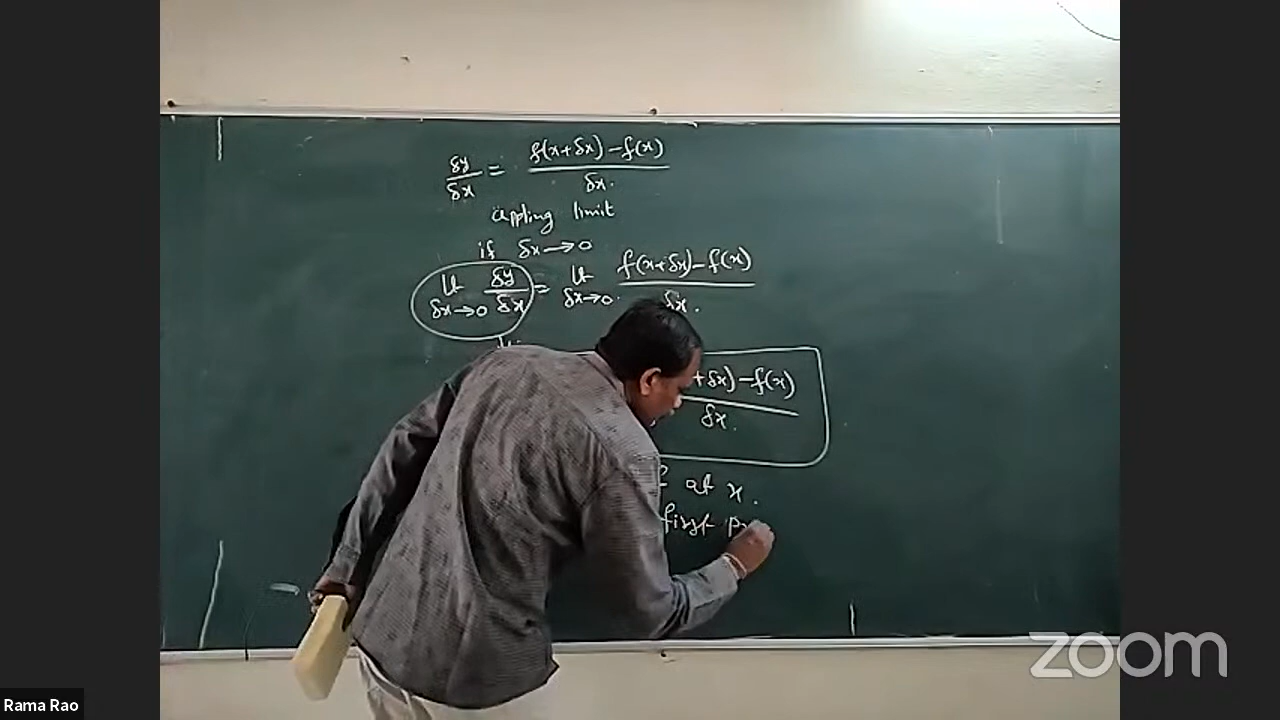 δy/δx = f(x+δx) - f(x) / δx.
appling limit
if δx→0
lt δx→0 δy/δx = lt δx→0 f(x+δx) - f(x) / δx.
+ δx) - f(x) / δx.
at x.
first
zoom
Rama Rao